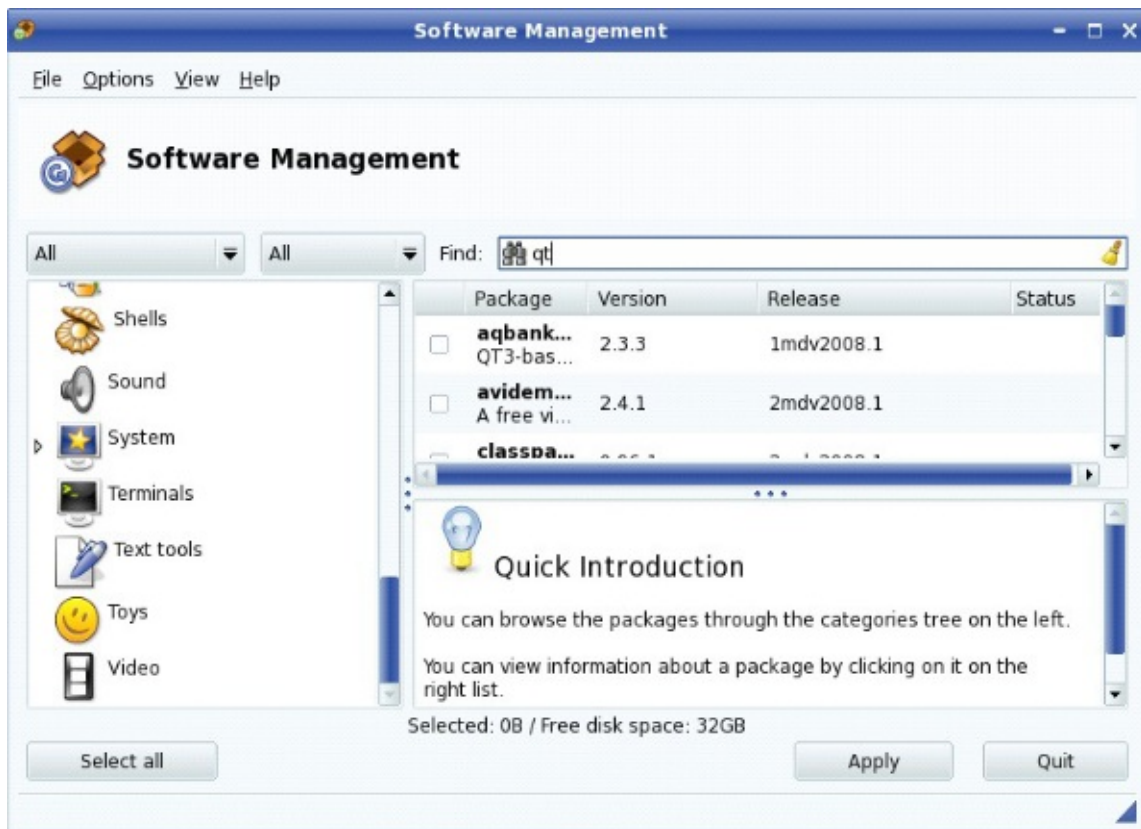 Software Management
File Options View Help
Software Management
All All Find: qt
Shells
Sound
System
Terminals
Text tools
Toys
Video
Package Version Release Status
aqbank... 2.3.3 1mdv2008.1
QT3-bas...
avidem... 2.4.1 2mdv2008.1
A free vi...
classpa...
Quick Introduction
You can browse the packages through the categories tree on the left.
You can view information about a package by clicking on it on the
right list.
Selected: 0B / Free disk space: 32GB
Select all Apply Quit